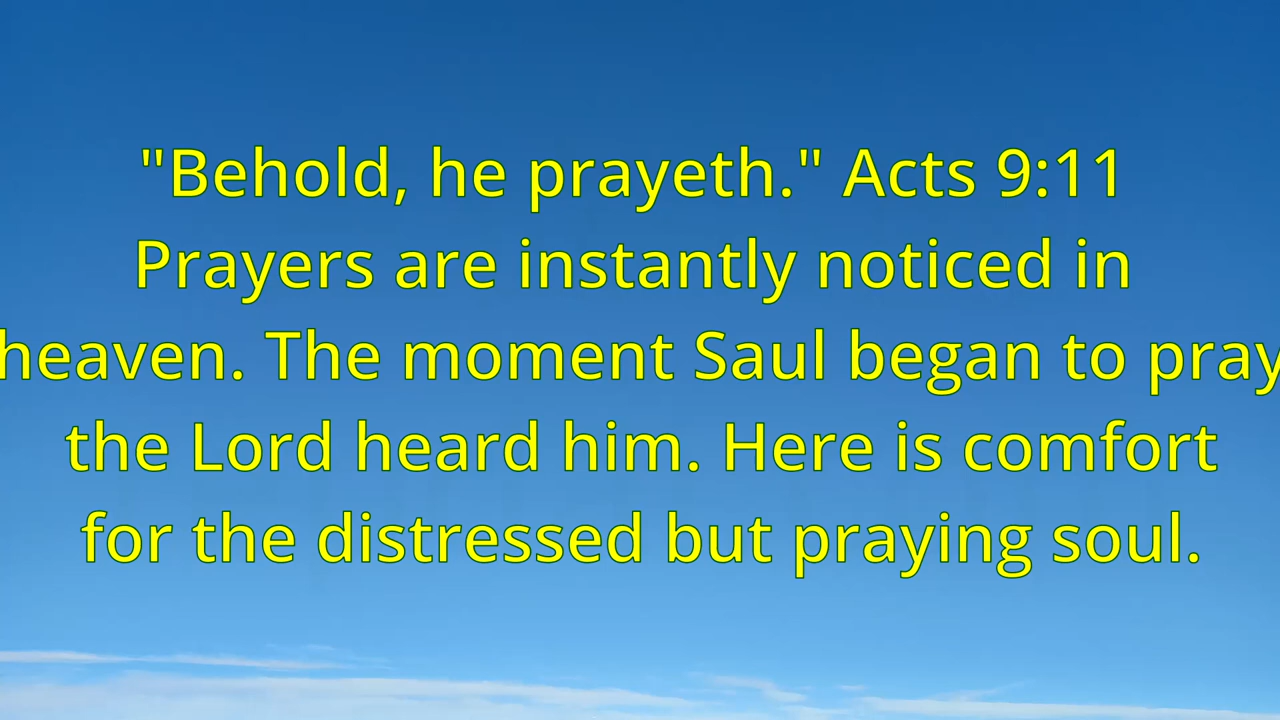 "Behold, he prayeth." Acts 9:11
Prayers are instantly noticed in
heaven. The moment Saul began to pray
the Lord heard him. Here is comfort
for the distressed but praying soul.